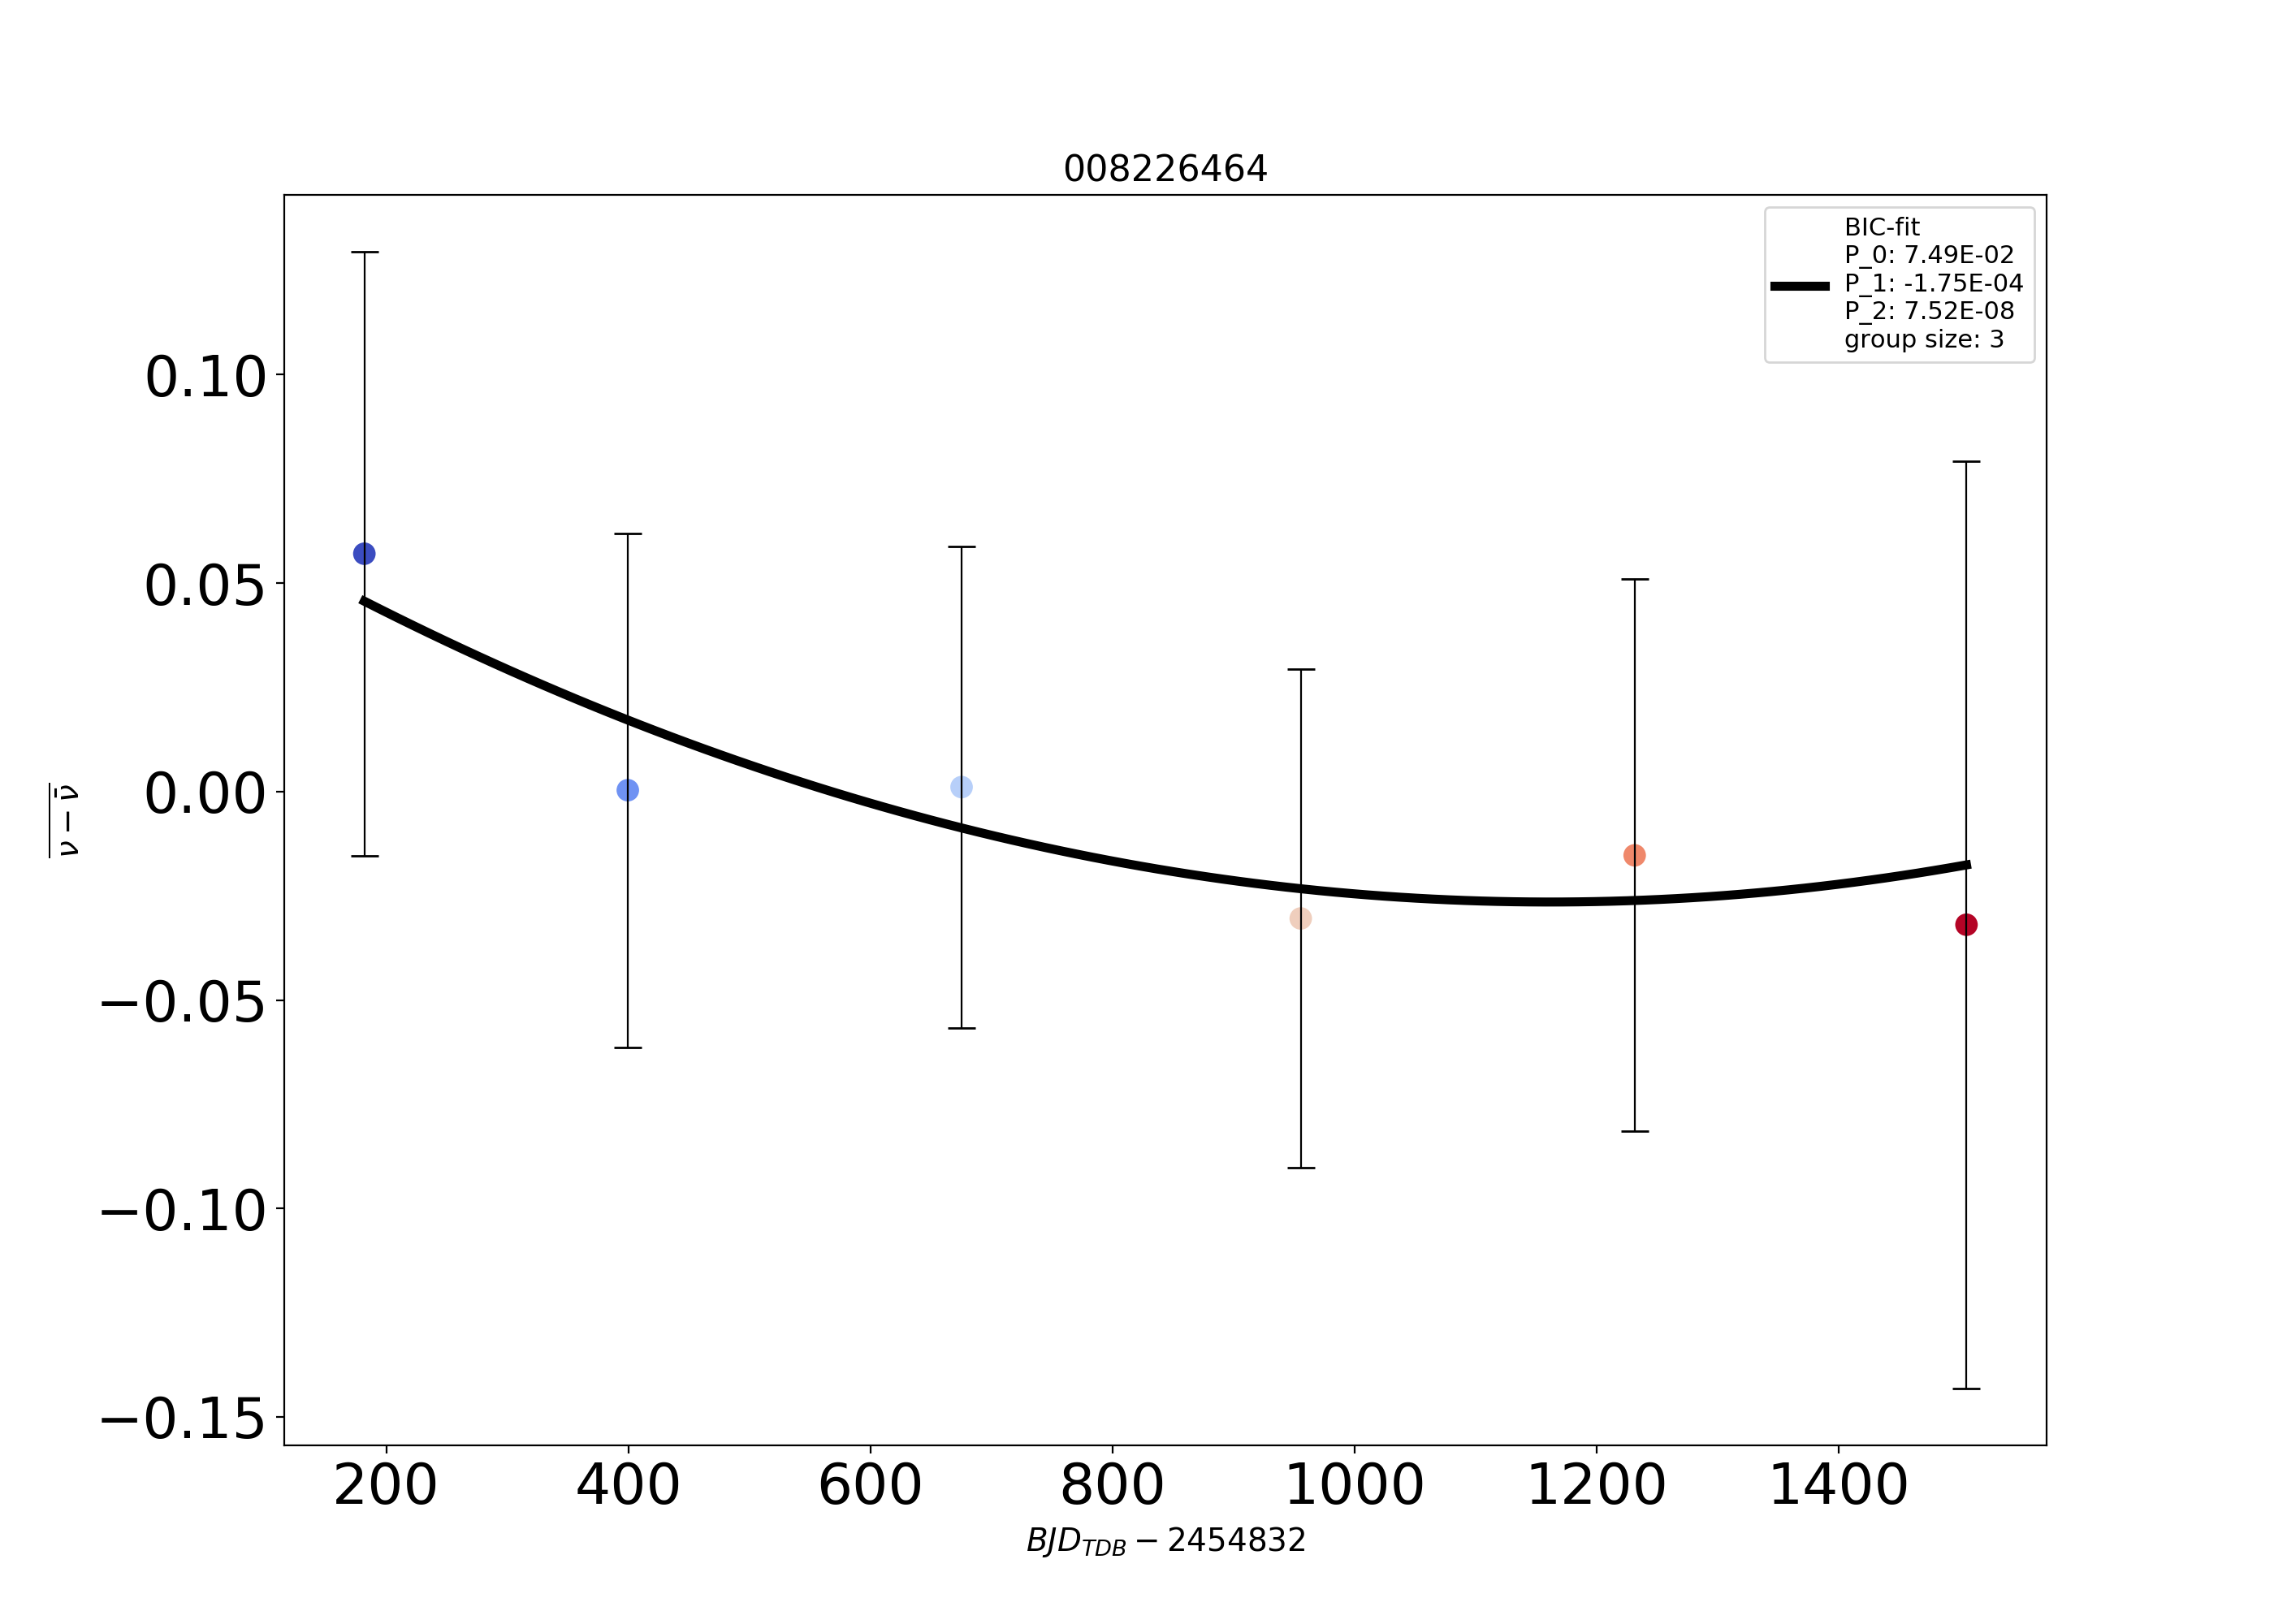 008226464
BIC-fit
P_0: 7.49E-02
P_1: -1.75E-04
P_2: 7.52E-08
group size: 3
0.10
0.05
0.00
−0.05
−0.10
−0.15
ν − ν̄
200 400 600 800 1000 1200 1400
BJD_TDB − 2454832